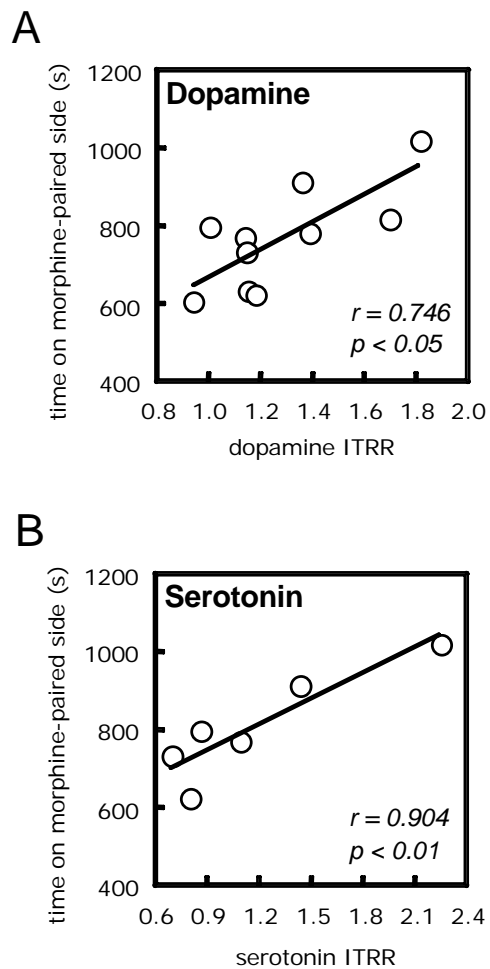 A
time on morphine-paired side (s)
1200
1000
800
600
400
Dopamine
r = 0.746
p < 0.05
0.8 1.0 1.2 1.4 1.6 1.8 2.0
dopamine ITRR
B
time on morphine-paired side (s)
1200
1000
800
600
400
Serotonin
r = 0.904
p < 0.01
0.6 0.9 1.2 1.5 1.8 2.1 2.4
serotonin ITRR